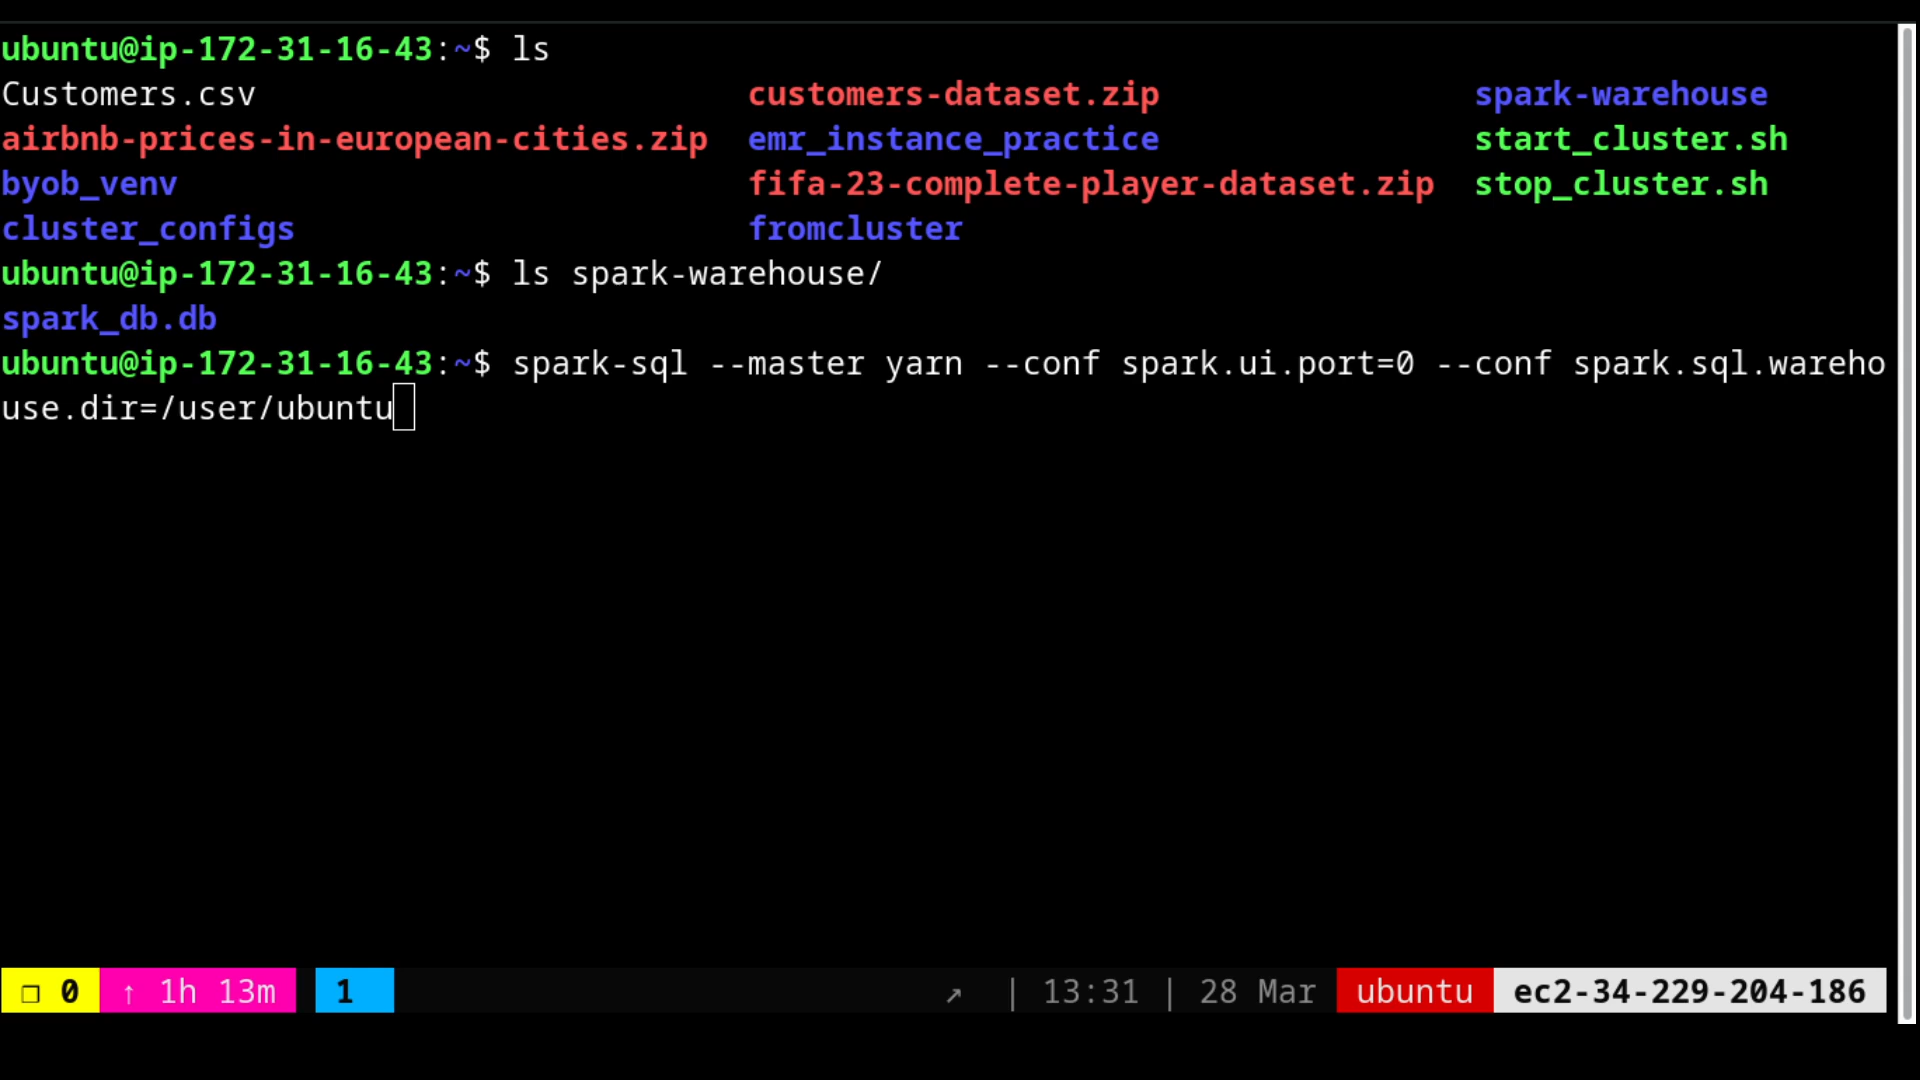 ubuntu@ip-172-31-16-43:~$ ls
Customers.csv customers-dataset.zip spark-warehouse
airbnb-prices-in-european-cities.zip emr_instance_practice start_cluster.sh
byob_venv fifa-23-complete-player-dataset.zip stop_cluster.sh
cluster_configs fromcluster
ubuntu@ip-172-31-16-43:~$ ls spark-warehouse/
spark_db.db
ubuntu@ip-172-31-16-43:~$ spark-sql --master yarn --conf spark.ui.port=0 --conf spark.sql.wareho
use.dir=/user/ubuntu
❐ 0 ↑ 1h 13m 1 ↗ | 13:31 | 28 Mar ubuntu ec2-34-229-204-186